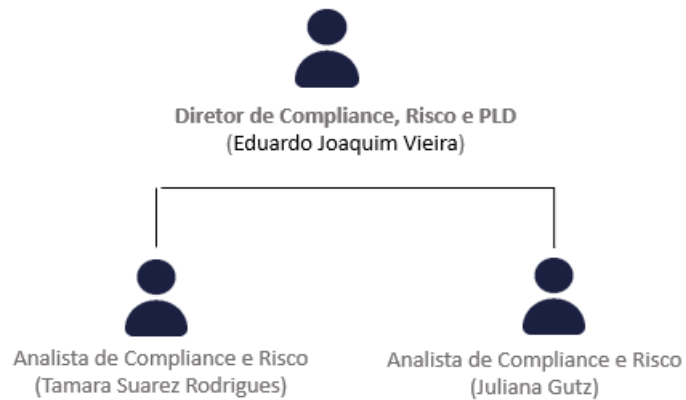 Diretor de Compliance, Risco e PLD
(Eduardo Joaquim Vieira)
Analista de Compliance e Risco
(Tamara Suarez Rodrigues)
Analista de Compliance e Risco
(Juliana Gutz)